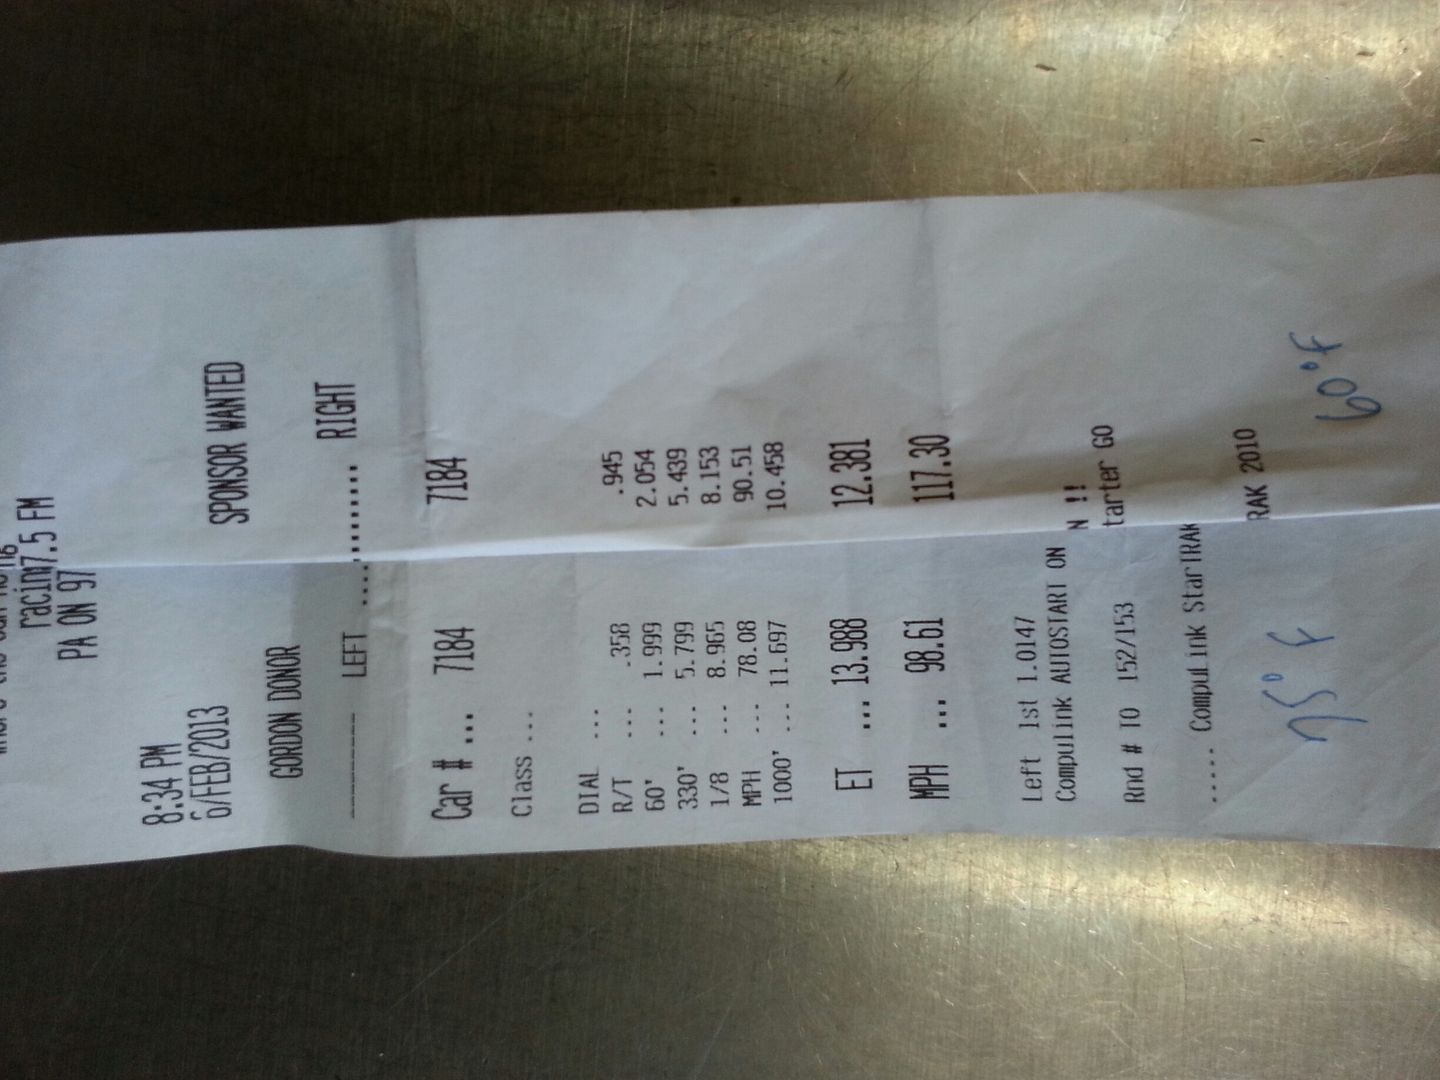 racin7.5 FM
PA ON 97
8:34 PM
6/FEB/2013
SPONSOR WANTED
GORDON DONOR
---------- LEFT ............. RIGHT
Car # ... 7184 7184
Class ...
DIAL ...
R/T ... .358 .945
60' ... 1.999 2.054
330' ... 5.799 5.439
1/8 ... 8.965 8.153
MPH ... 78.08 90.51
1000' ... 11.697 10.458
ET ... 13.988 12.381
MPH ... 98.61 117.30
Left 1st 1.0147
Compulink AUTOSTART ON N !!
tarter GO
Rnd # TO 152/153
..... Compulink StarTRAK
RAK 2010
75° F 60°F